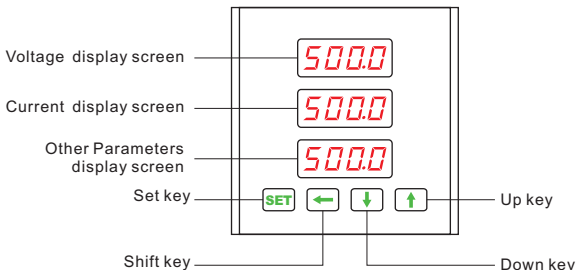 Voltage display screen
500.0
Current display screen
500.0
Other Parameters
display screen
500.0
Set key
SET
Up key
Shift key
Down key